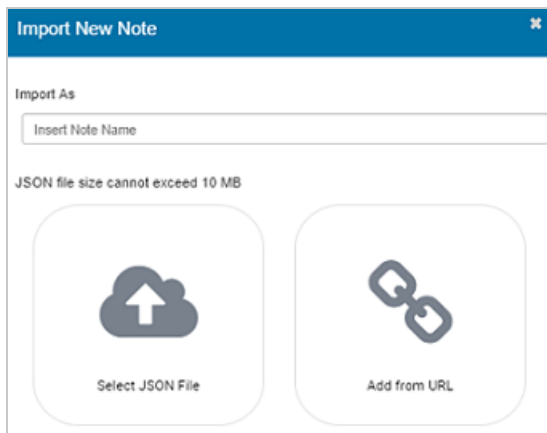 Import New Note
Import As
Insert Note Name
JSON file size cannot exceed 10 MB
Select JSON File
Add from URL